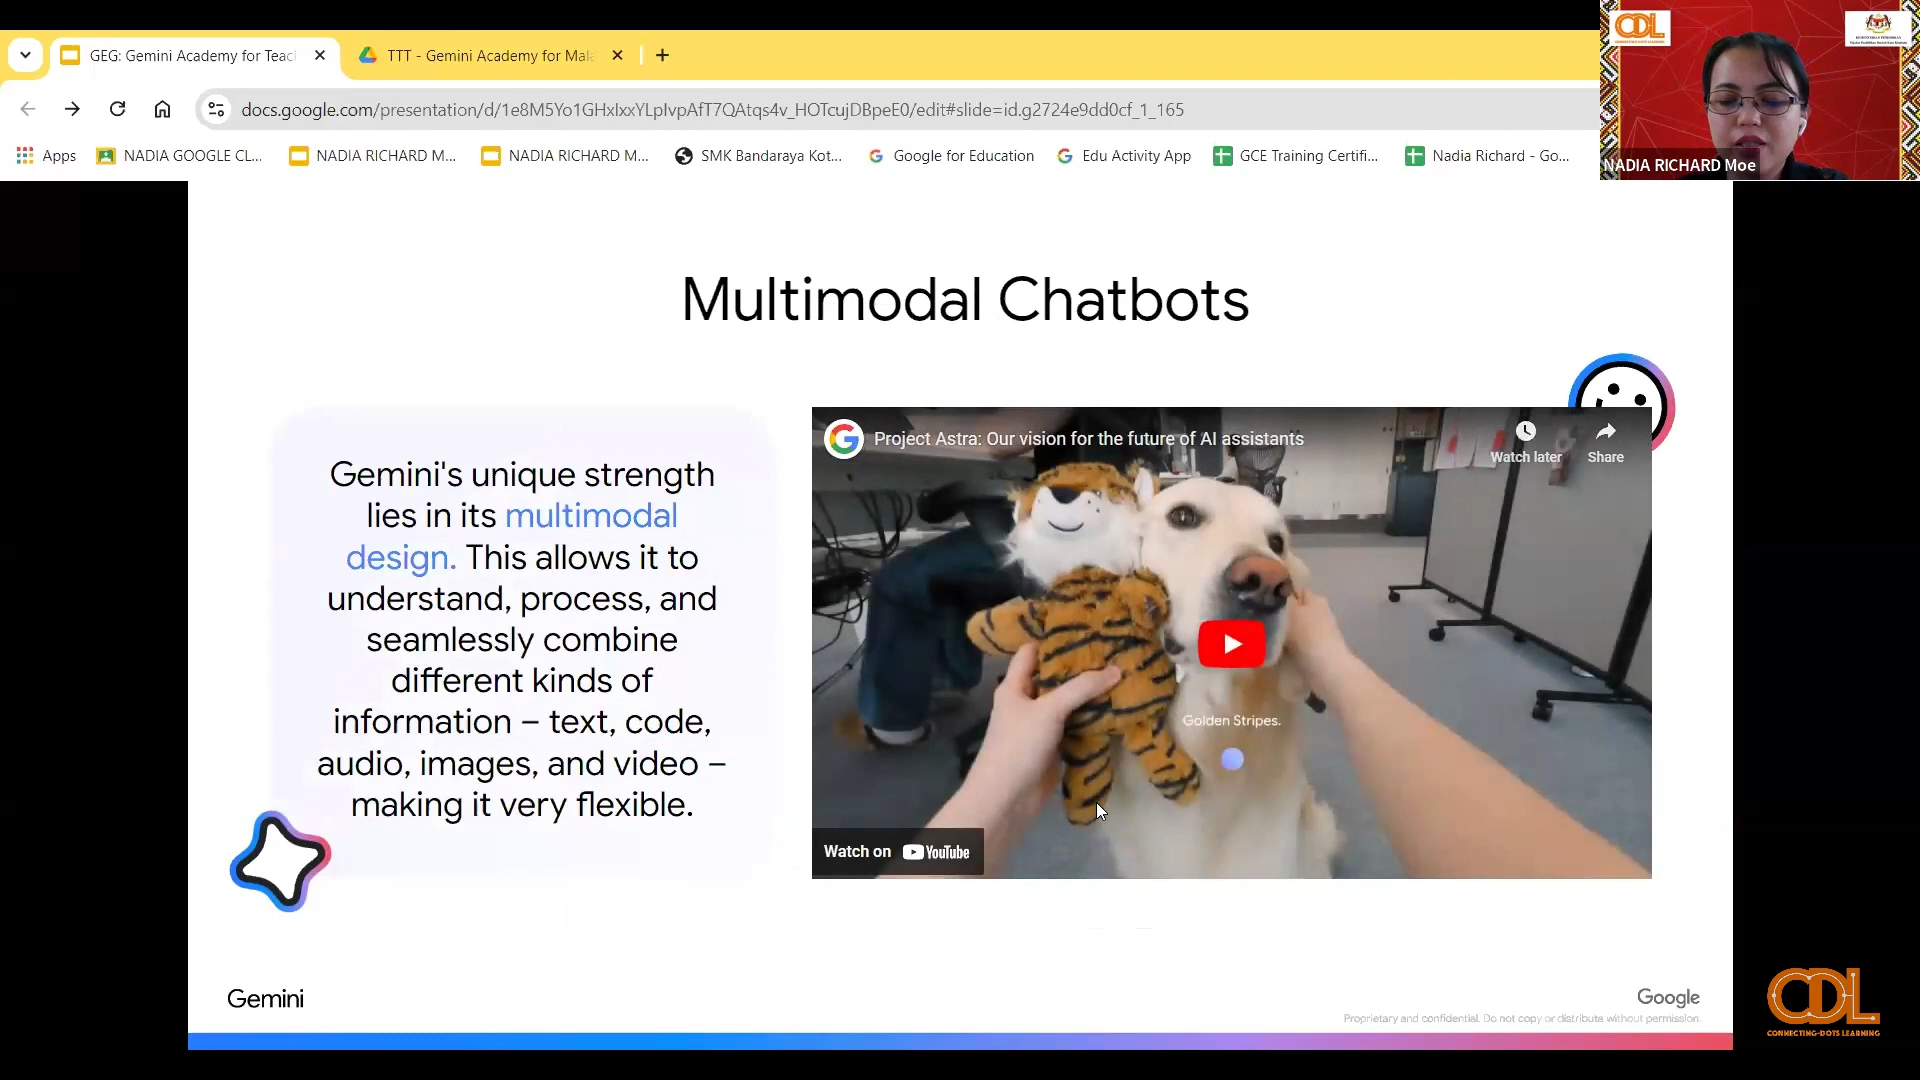 GEG: Gemini Academy for Teac
TTT - Gemini Academy for Mala
docs.google.com/presentation/d/1e8M5Yo1GHxIxxYLpIvpAfT7QAtqs4v_HOTcujDBpeE0/edit#slide=id.g2724e9dd0cf_1_165
Apps
NADIA GOOGLE CL...
NADIA RICHARD M...
NADIA RICHARD M...
SMK Bandaraya Kot...
Google for Education
Edu Activity App
GCE Training Certifi...
Nadia Richard - Go...
CDL
NADIA RICHARD Moe
Multimodal Chatbots
Gemini's unique strength
lies in its multimodal
design. This allows it to
understand, process, and
seamlessly combine
different kinds of
information – text, code,
audio, images, and video –
making it very flexible.
Project Astra: Our vision for the future of AI assistants
Watch later
Share
Golden Stripes.
Watch on YouTube
Gemini
Google
Proprietary and confidential. Do not copy or distribute without permission.
CDL
CONNECTING-DOTS LEARNING